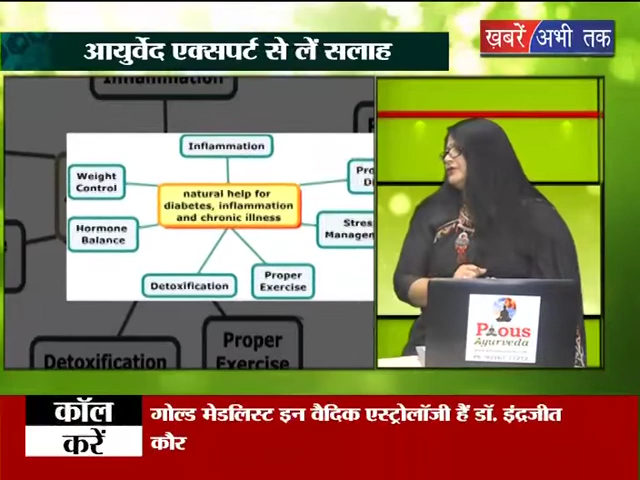 ख़बरें अभी तक
आयुर्वेद एक्सपर्ट से लें सलाह
Inflammation
Inflammation
Weight
Control
natural help for
diabetes, inflammation
and chronic illness
Hormone
Balance
Detoxification
Proper
Exercise
Detoxification
Proper
Exercise
Pious
Ayurveda
कॉल
करें
गोल्ड मेडलिस्ट इन वैदिक एस्ट्रोलॉजी हैं डॉ. इंद्रजीत
कौर